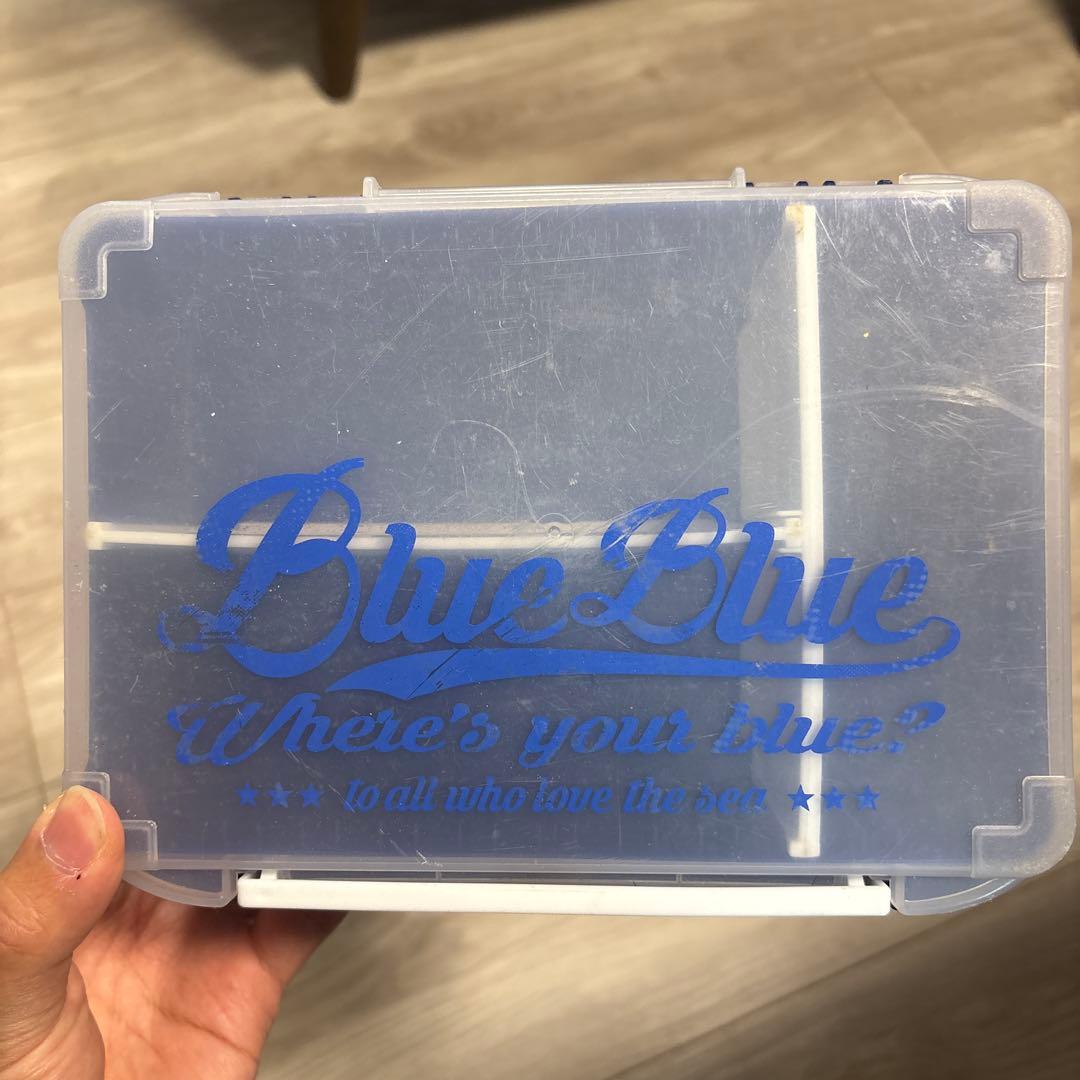 BlueBlue
Where's your blue?
★★★ to all who love the sea ★★★